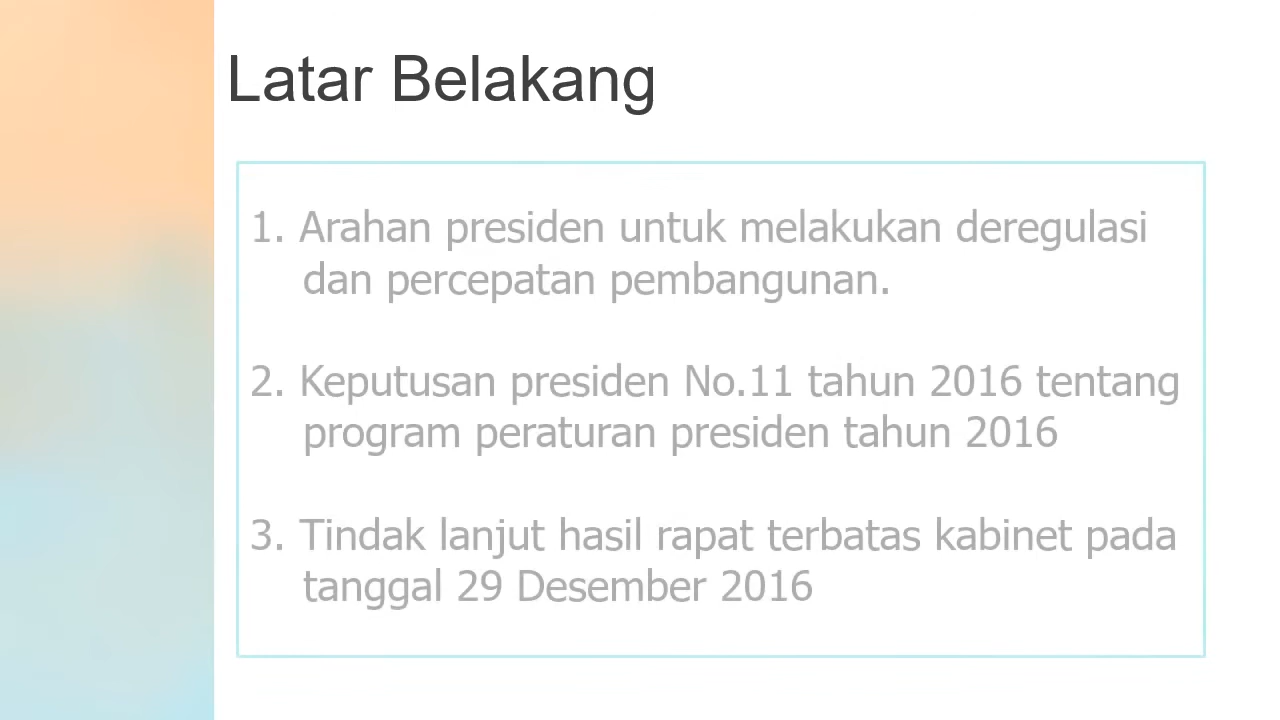 Latar Belakang
1. Arahan presiden untuk melakukan deregulasi
dan percepatan pembangunan.
2. Keputusan presiden No.11 tahun 2016 tentang
program peraturan presiden tahun 2016
3. Tindak lanjut hasil rapat terbatas kabinet pada
tanggal 29 Desember 2016